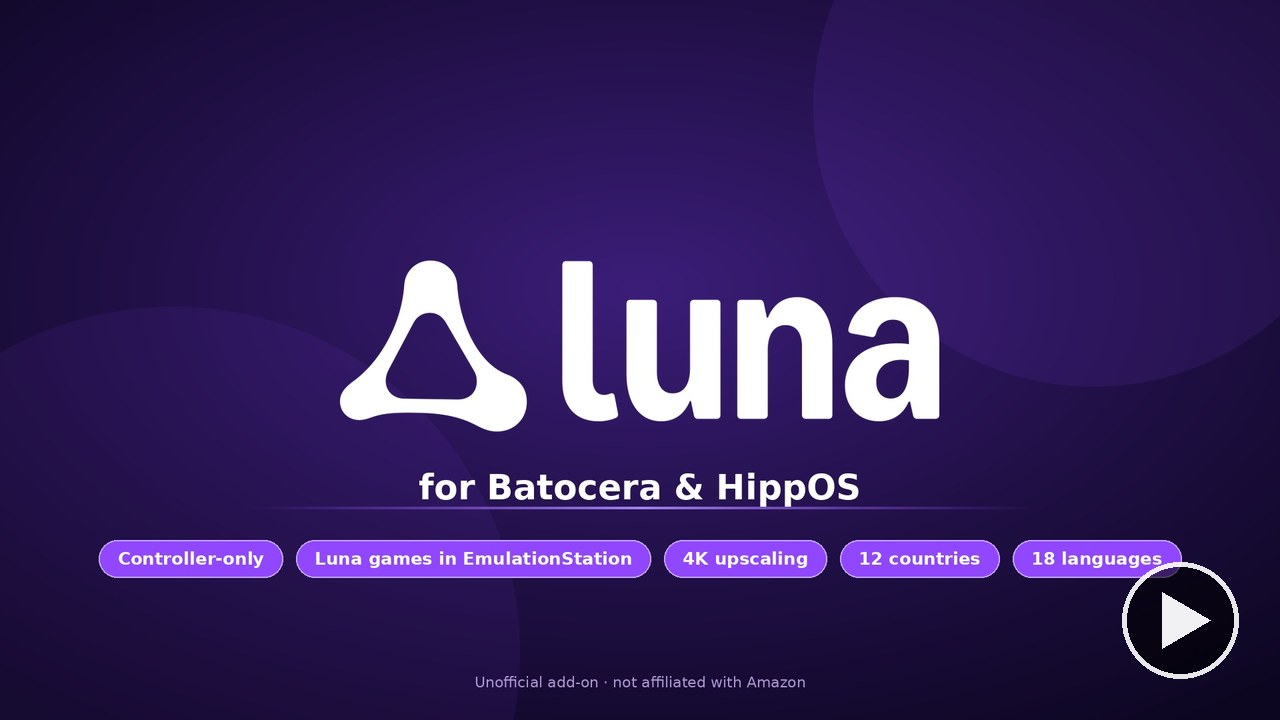 luna
for Batocera & HippOS
Controller-only
Luna games in EmulationStation
4K upscaling
12 countries
18 languages
Unofficial add-on · not affiliated with Amazon